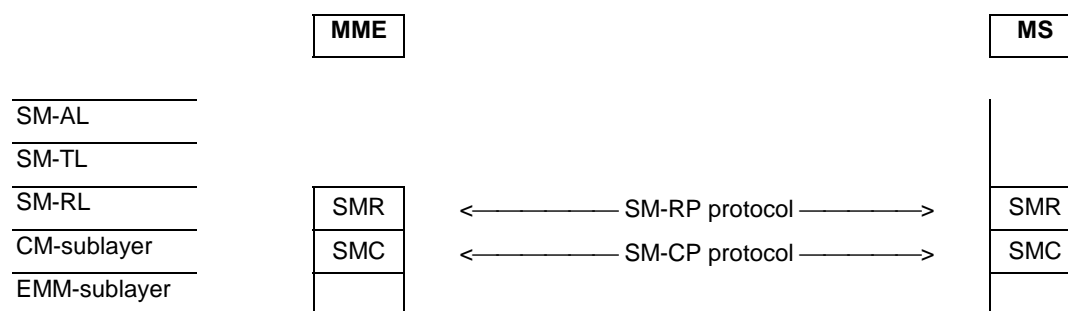 MME MS
SM-AL
SM-TL
SM-RL SMR <———— SM-RP protocol ————> SMR
CM-sublayer SMC <———— SM-CP protocol ————> SMC
EMM-sublayer